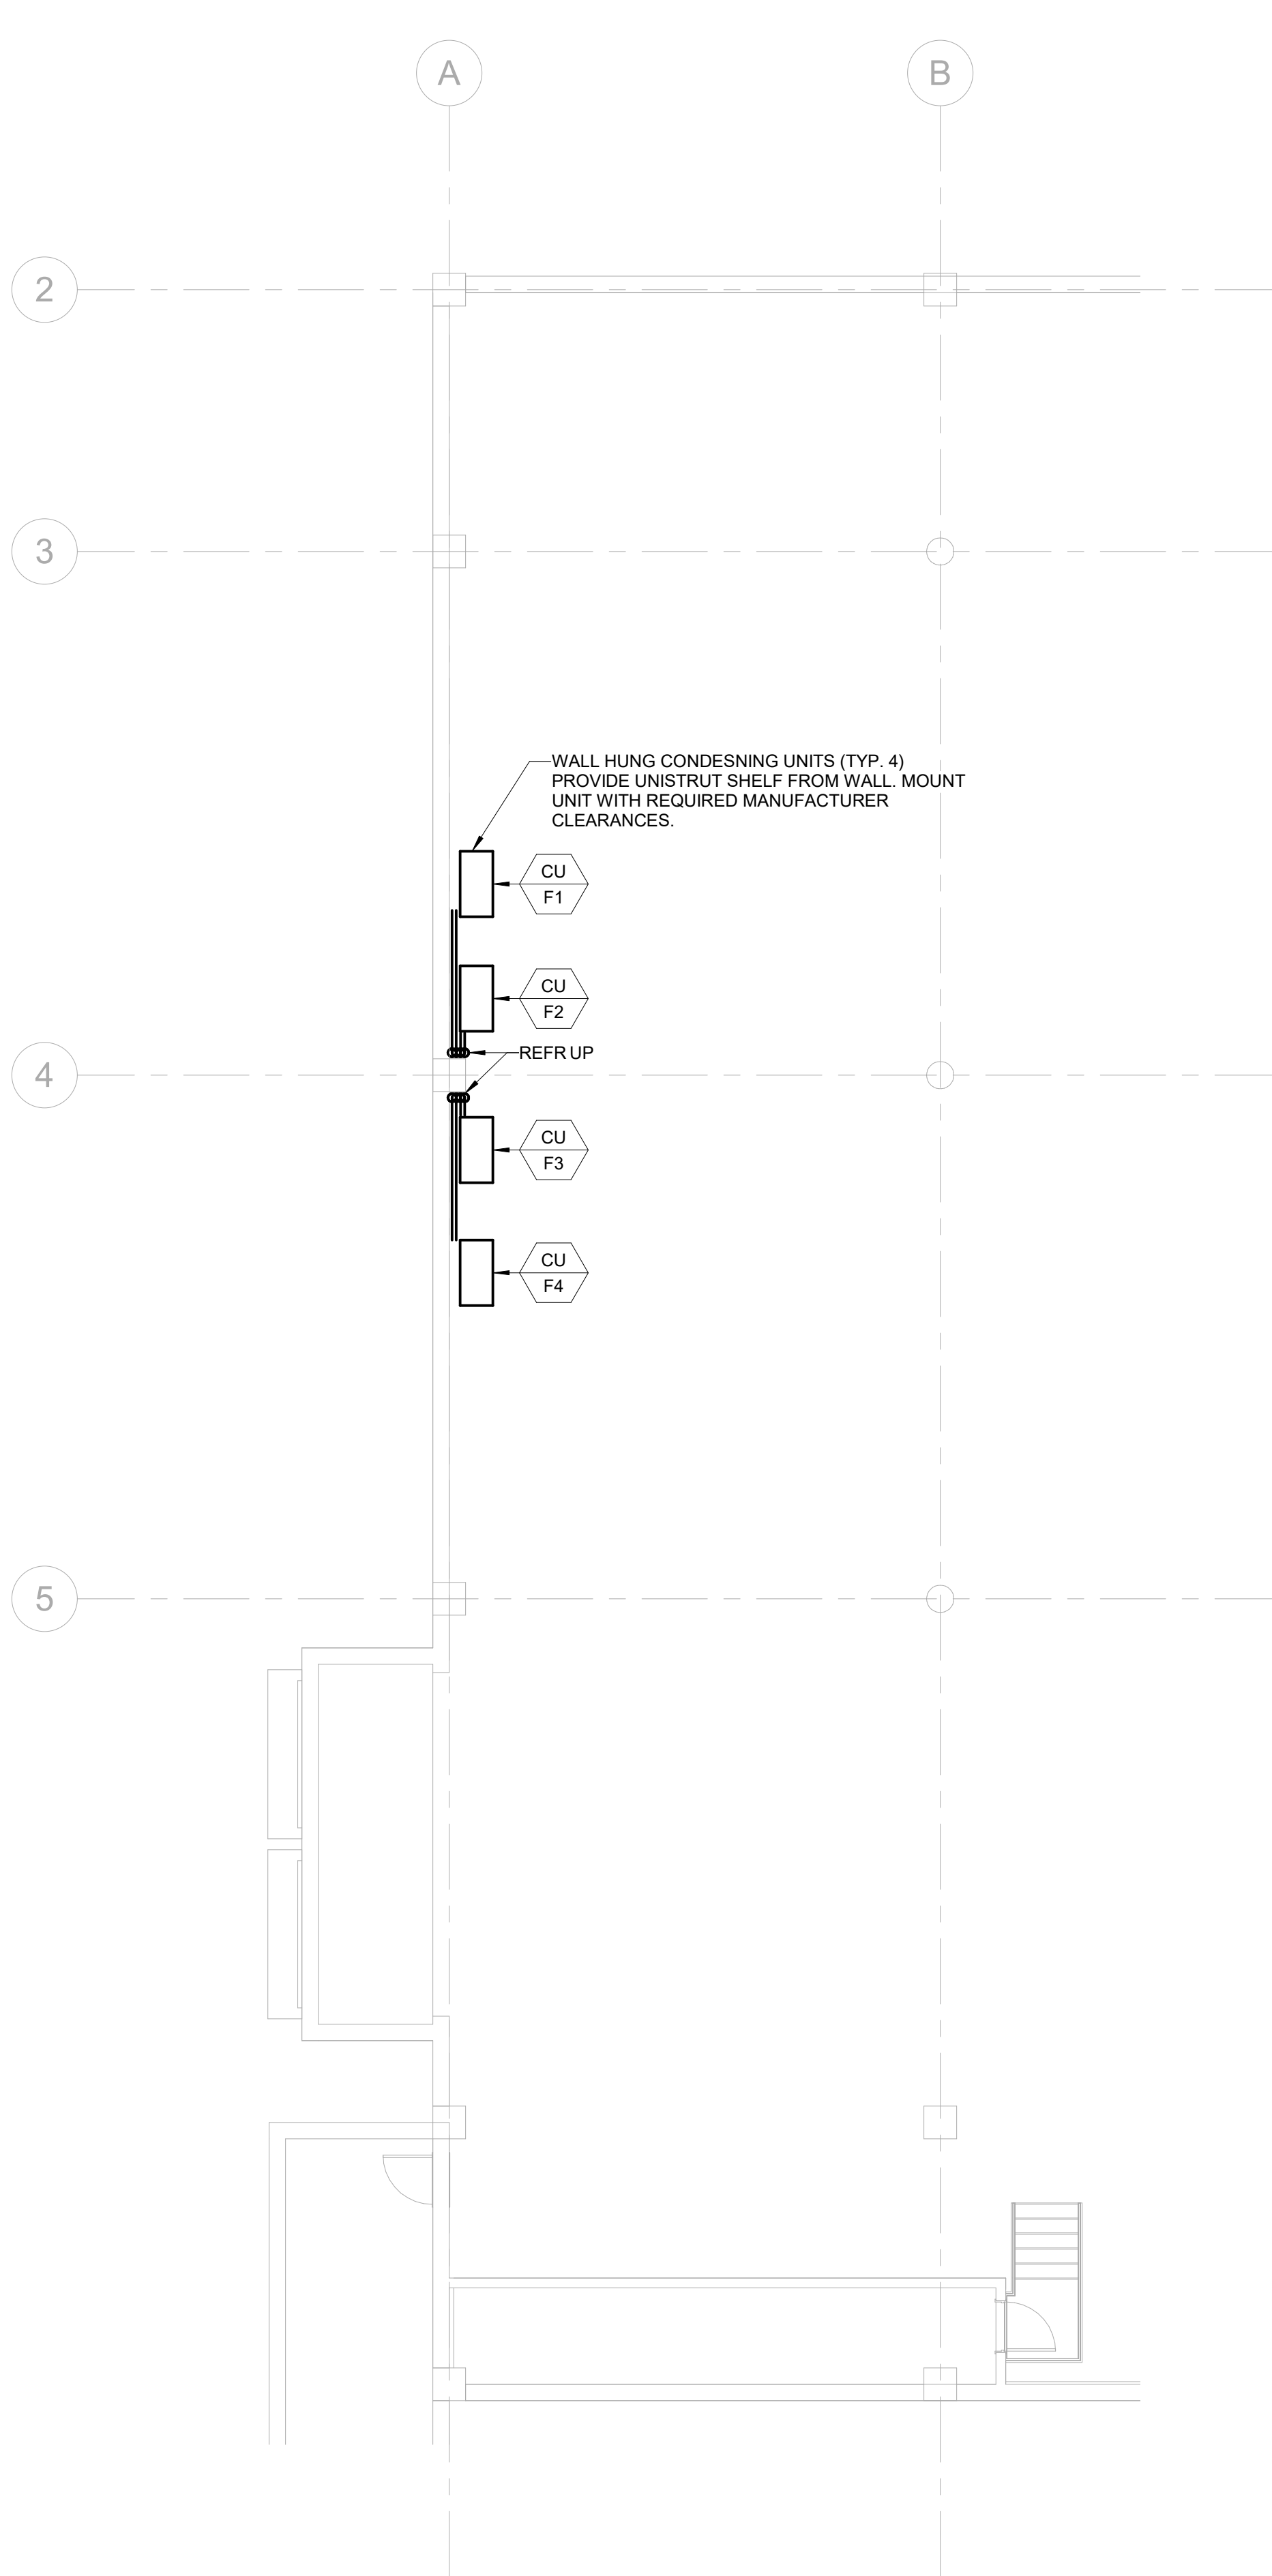 A
B
2
3
WALL HUNG CONDESNING UNITS (TYP. 4)
PROVIDE UNISTRUT SHELF FROM WALL. MOUNT
UNIT WITH REQUIRED MANUFACTURER
CLEARANCES.
CU
F1
CU
F2
REFR UP
4
CU
F3
CU
F4
5